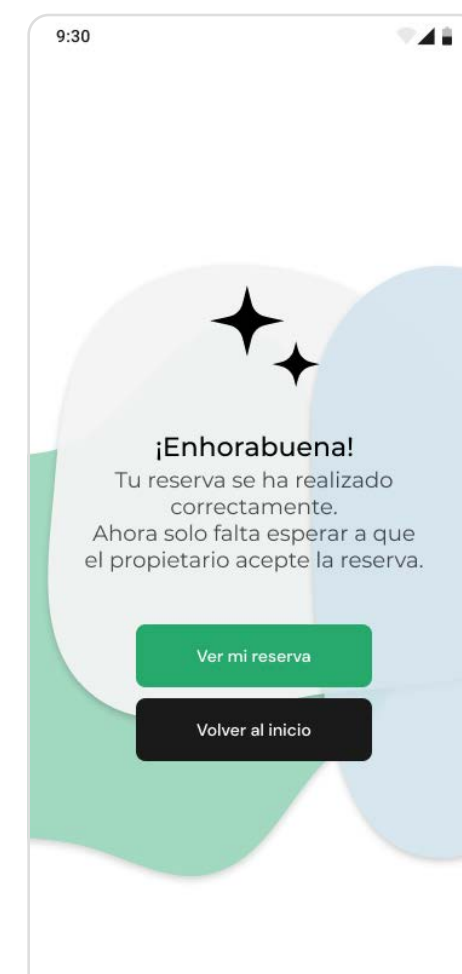 9:30
¡Enhorabuena!
Tu reserva se ha realizado
correctamente.
Ahora solo falta esperar a que
el propietario acepte la reserva.
Ver mi reserva
Volver al inicio